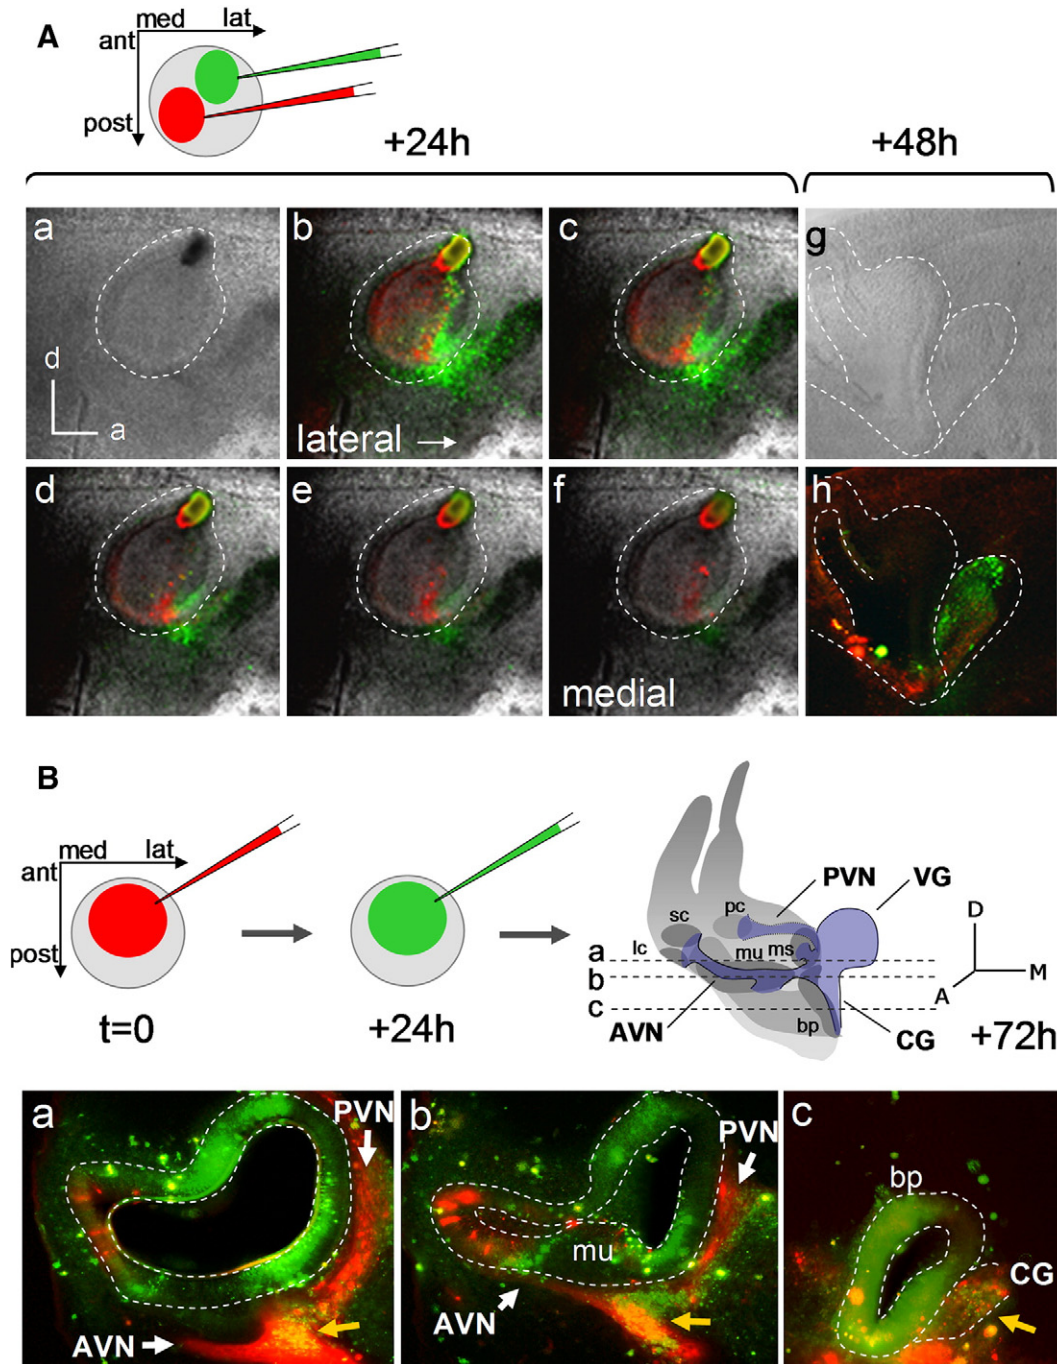 A
med lat
ant
post
+24h
+48h
a
b
c
g
d
a
lateral
d
e
f
h
medial
B
med lat
ant
post
t=0
+24h
PVN
VG
sc
pc
lc
mu
ms
a
b
c
bp
AVN
CG
D
M
A
+72h
a
PVN
AVN
b
PVN
mu
AVN
c
bp
CG